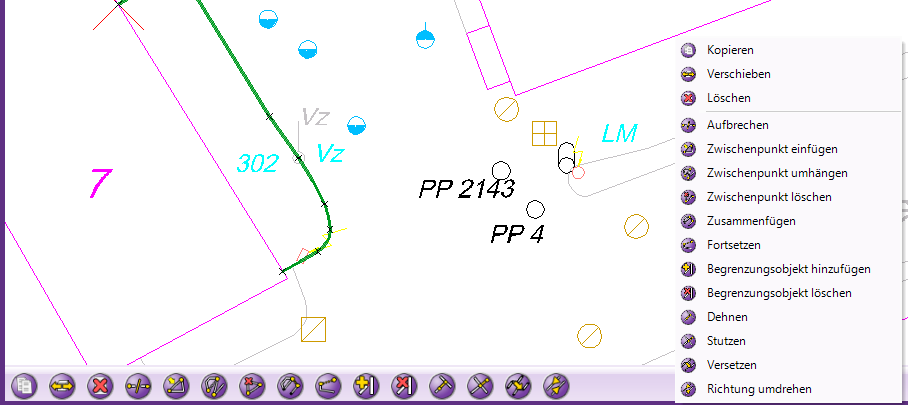 Vz
302 Vz
7
LM
PP 2143
PP 4
Kopieren
Verschieben
Löschen
Aufbrechen
Zwischenpunkt einfügen
Zwischenpunkt umhängen
Zwischenpunkt löschen
Zusammenfügen
Fortsetzen
Begrenzungsobjekt hinzufügen
Begrenzungsobjekt löschen
Dehnen
Stutzen
Versetzen
Richtung umdrehen